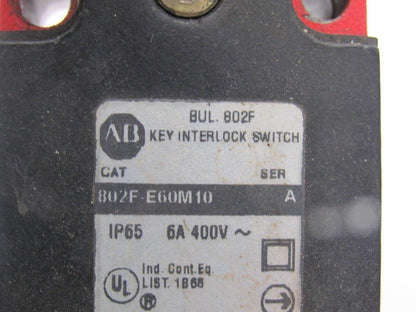 BUL. 802F
AB KEY INTERLOCK SWITCH
CAT SER
802F-E60M10 A
IP65 6A 400V ~
UL Ind. Cont. Eq.
LIST. 1B68
®